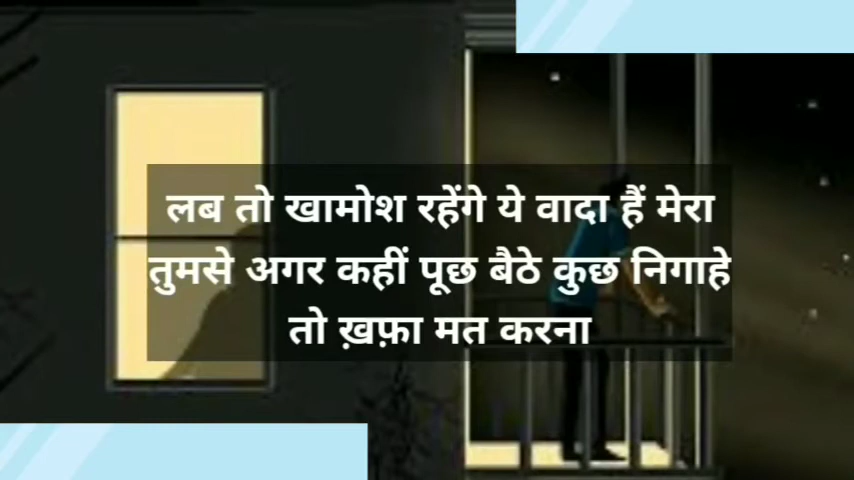 लब तो खामोश रहेंगे ये वादा हैं मेरा
तुमसे अगर कहीं पूछ बैठे कुछ निगाहे
तो ख़फ़ा मत करना